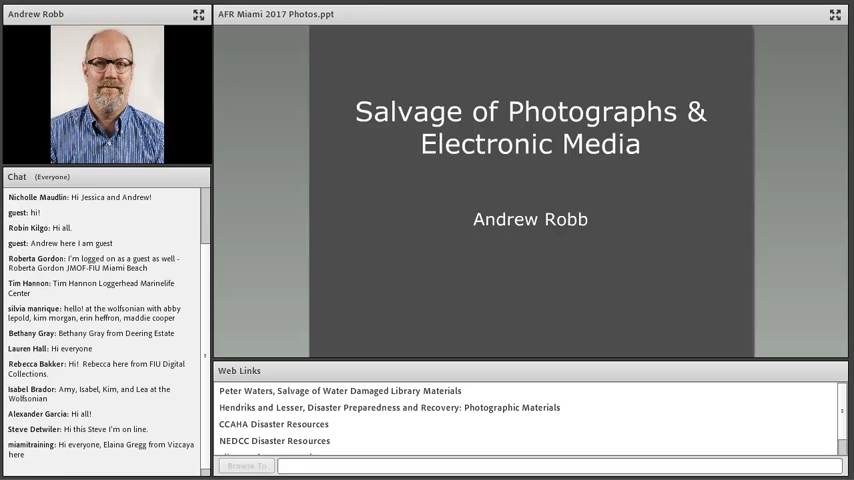 Andrew Robb
AFR Miami 2017 Photos.ppt
Salvage of Photographs &
Electronic Media
Andrew Robb
Chat (Everyone)
Nicholle Maudlin: Hi Jessica and Andrew!
guest: hi!
Robin Kilgo: Hi all.
guest: Andrew here I am guest
Roberta Gordon: I'm logged on as a guest as well -
Roberta Gordon JMOF-FIU Miami Beach
Tim Hannon: Tim Hannon Loggerhead Marinelife
Center
silvia manrique: hello! at the wolfsonian with abby
lepold, kim morgan, erin heffron, maddie cooper
Bethany Gray: Bethany Gray from Deering Estate
Lauren Hall: Hi everyone
Rebecca Bakker: Hi! Rebecca here from FIU Digital
Collections.
Isabel Brador: Amy, Isabel, Kim, and Lea at the
Wolfsonian
Alexander Garcia: Hi all!
Steve Detwiler: Hi this Steve I'm on line.
miamitraining: Hi everyone, Elaina Gregg from Vizcaya
here
Web Links
Peter Waters, Salvage of Water Damaged Library Materials
Hendriks and Lesser, Disaster Preparedness and Recovery: Photographic Materials
CCAHA Disaster Resources
NEDCC Disaster Resources
Browse To